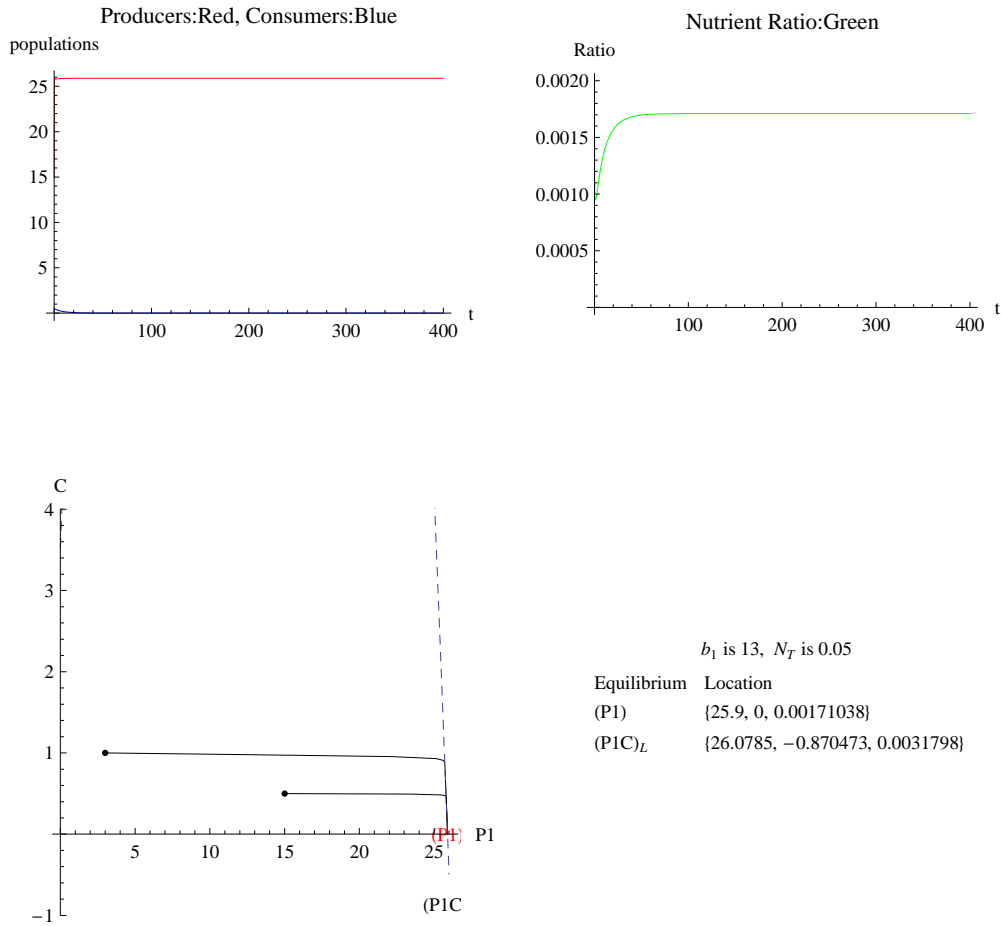 Producers:Red, Consumers:Blue
populations
25
20
15
10
5
100
200
300
400
t
Nutrient Ratio:Green
Ratio
0.0020
0.0015
0.0010
0.0005
100
200
300
400
t
C
4
3
2
1
−1
5
10
15
25
(P1)
P1
(P1C
b1 is 13, NT is 0.05
Equilibrium Location
(P1) {25.9, 0, 0.00171038}
(P1C)L {26.0785, −0.870473, 0.0031798}